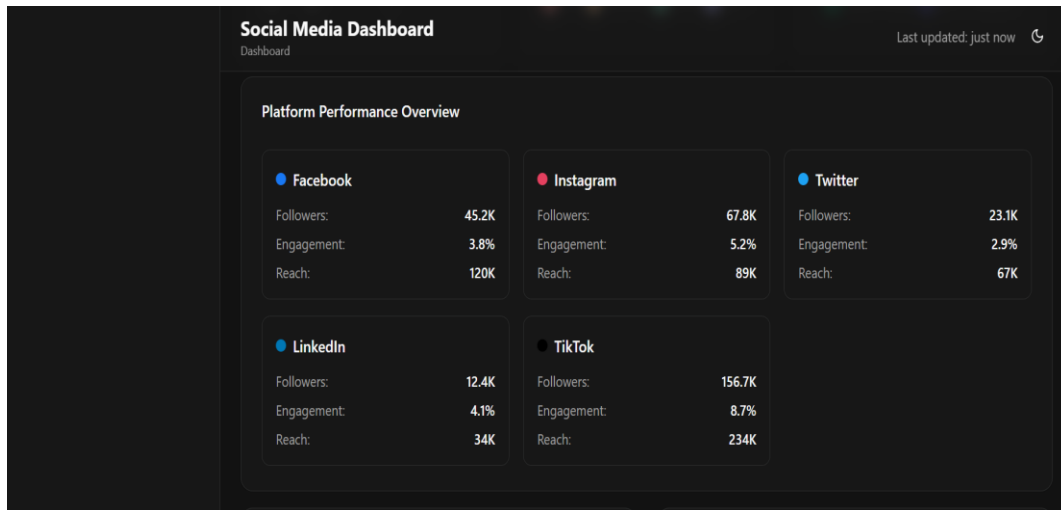 Social Media Dashboard
Dashboard
Last updated: just now
Platform Performance Overview
Facebook
Followers: 45.2K
Engagement: 3.8%
Reach: 120K
Instagram
Followers: 67.8K
Engagement: 5.2%
Reach: 89K
Twitter
Followers: 23.1K
Engagement: 2.9%
Reach: 67K
LinkedIn
Followers: 12.4K
Engagement: 4.1%
Reach: 34K
TikTok
Followers: 156.7K
Engagement: 8.7%
Reach: 234K